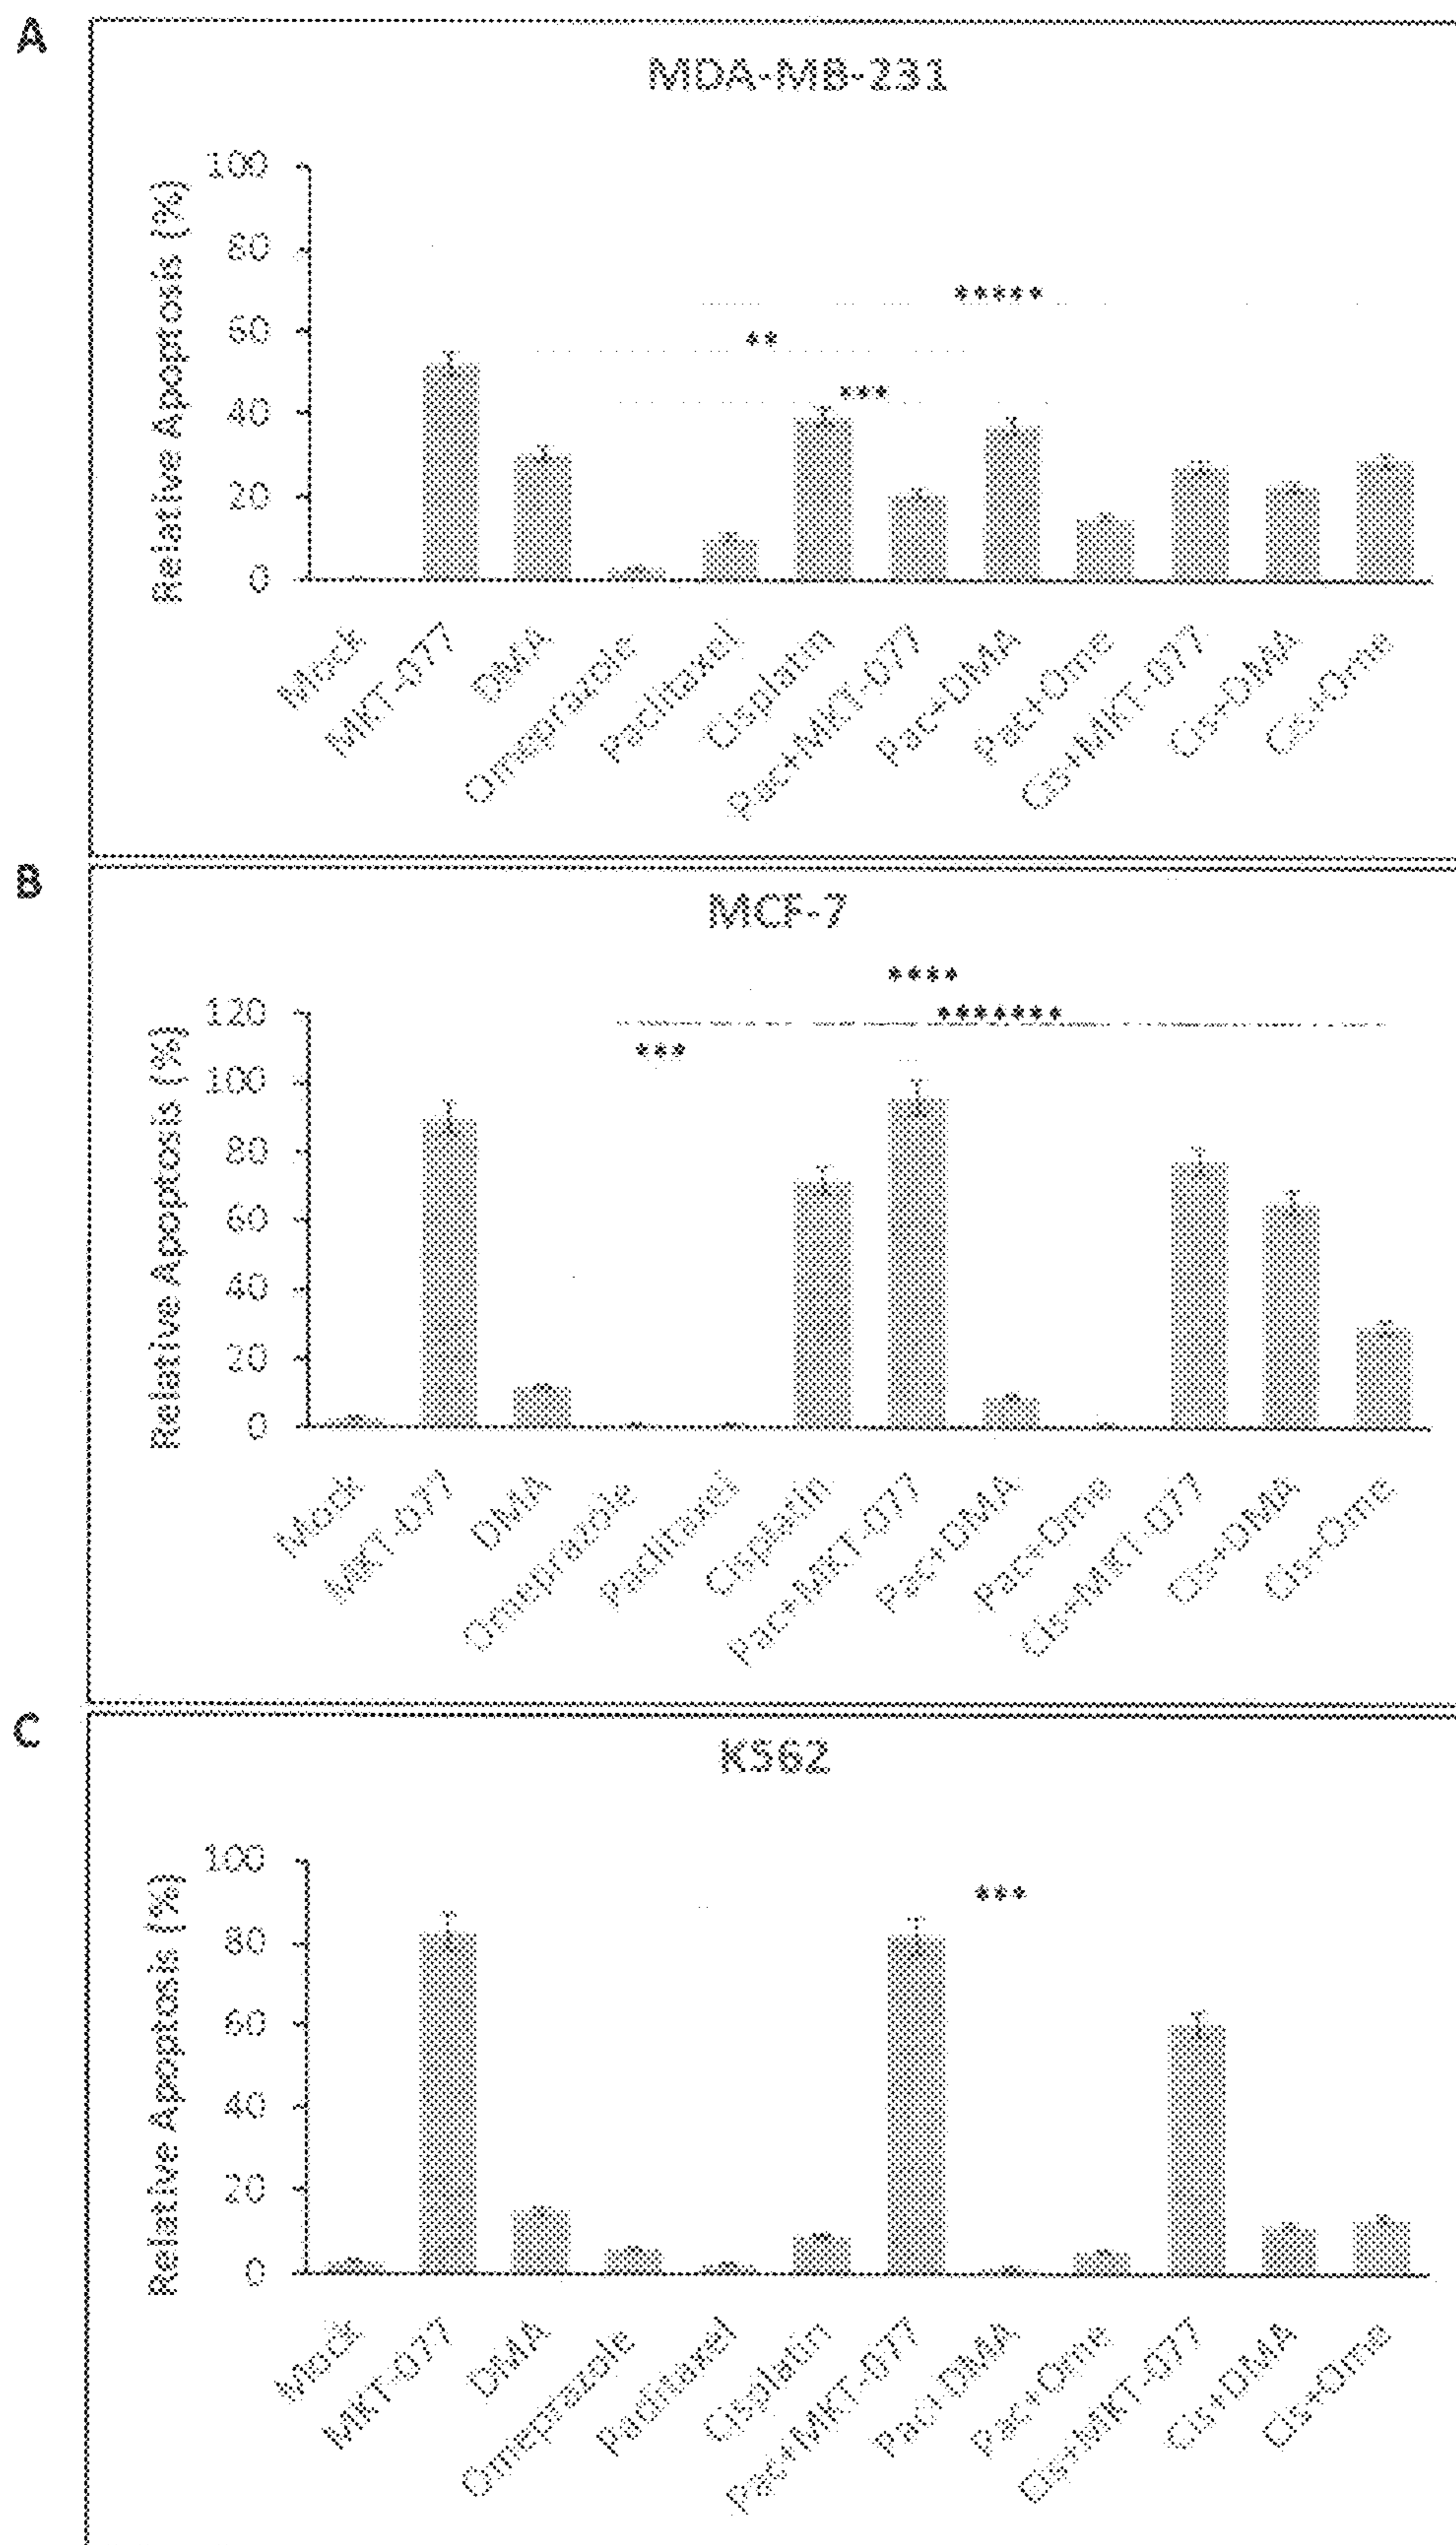 A
MDA-MB-231
Relative Apoptosis (%)
100
80
60
40
20
0
*****
**
***
Mock
MKT-077
DMA
Omeprazole
Paclitaxel
Cisplatin
Pac+MKT-077
Pac+DMA
Pac+Ome
Cis+MKT-077
Cis+DMA
Cis+Ome
B
MCF-7
Relative Apoptosis (%)
120
100
80
60
40
20
0
****
*******
***
Mock
MKT-077
DMA
Omeprazole
Paclitaxel
Cisplatin
Pac+MKT-077
Pac+DMA
Pac+Ome
Cis+MKT-077
Cis+DMA
Cis+Ome
C
K562
Relative Apoptosis (%)
100
80
60
40
20
0
***
Mock
MKT-077
DMA
Omeprazole
Paclitaxel
Cisplatin
Pac+MKT-077
Pac+DMA
Pac+Ome
Cis+MKT-077
Cis+DMA
Cis+Ome